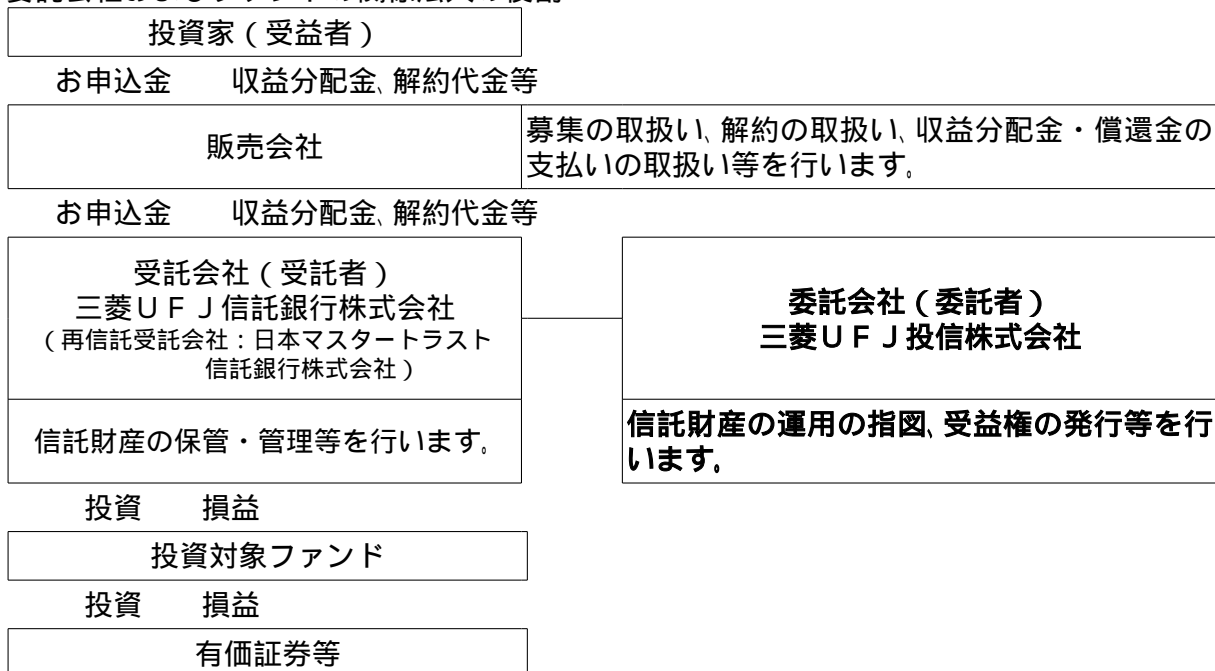 投資家（受益者）
お申込金　　収益分配金、解約代金等
販売会社
募集の取扱い、解約の取扱い、収益分配金・償還金の
支払いの取扱い等を行います。
お申込金　　収益分配金、解約代金等
受託会社（受託者）
三菱ＵＦＪ信託銀行株式会社
（再信託受託会社：日本マスタートラスト
信託銀行株式会社）
委託会社（委託者）
三菱ＵＦＪ投信株式会社
信託財産の保管・管理等を行います。
信託財産の運用の指図、受益権の発行等を行
います。
投資　　損益
投資対象ファンド
投資　　損益
有価証券等